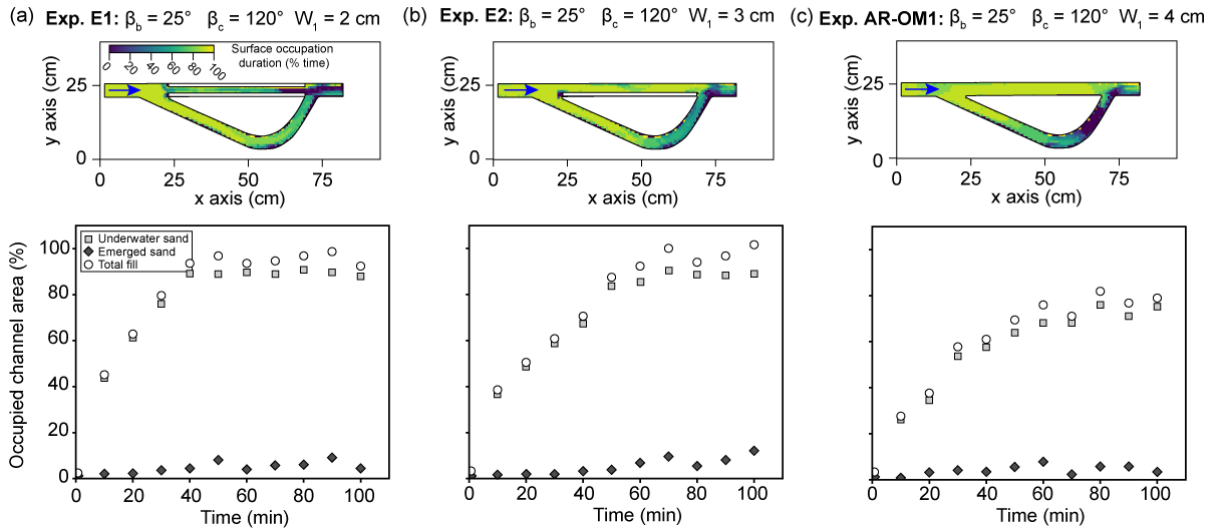 (a) Exp. E1: βb = 25° βc = 120° W1 = 2 cm
Surface occupation
duration (% time)
0 20 40 60 80 100
y axis (cm)
25
0
0 25 50 75
x axis (cm)
(b) Exp. E2: βb = 25° βc = 120° W1 = 3 cm
y axis (cm)
25
0
0 25 50 75
x axis (cm)
(c) Exp. AR-OM1: βb = 25° βc = 120° W1 = 4 cm
y axis (cm)
25
0
0 25 50 75
x axis (cm)
Occupied channel area (%)
100
80
60
40
20
0
Underwater sand
Emerged sand
Total fill
0 20 40 60 80 100
Time (min)
0 20 40 60 80 100
Time (min)
0 20 40 60 80 100
Time (min)